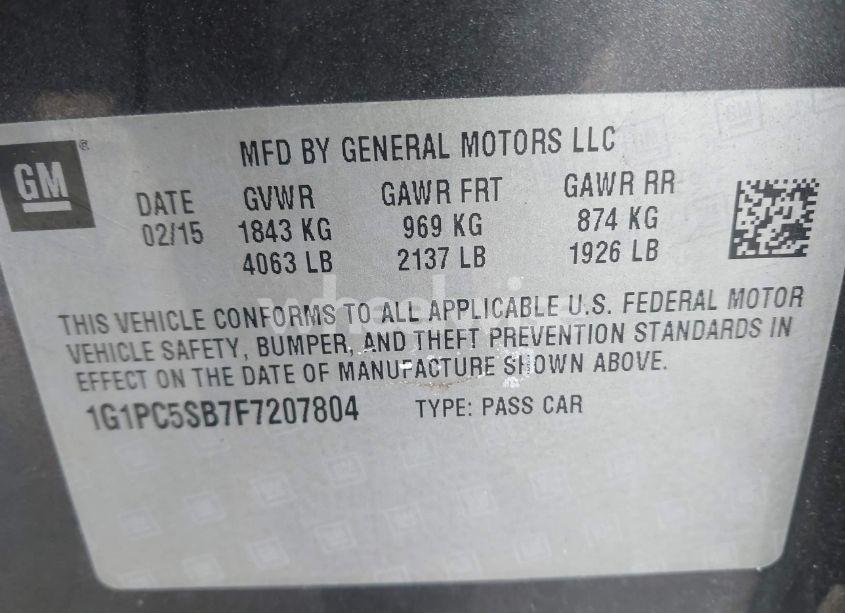 GM ®
MFD BY GENERAL MOTORS LLC
DATE GVWR GAWR FRT GAWR RR
02/15 1843 KG 969 KG 874 KG
4063 LB 2137 LB 1926 LB
THIS VEHICLE CONFORMS TO ALL APPLICABLE U.S. FEDERAL MOTOR
VEHICLE SAFETY, BUMPER, AND THEFT PREVENTION STANDARDS IN
EFFECT ON THE DATE OF MANUFACTURE SHOWN ABOVE.
1G1PC5SB7F7207804 TYPE: PASS CAR